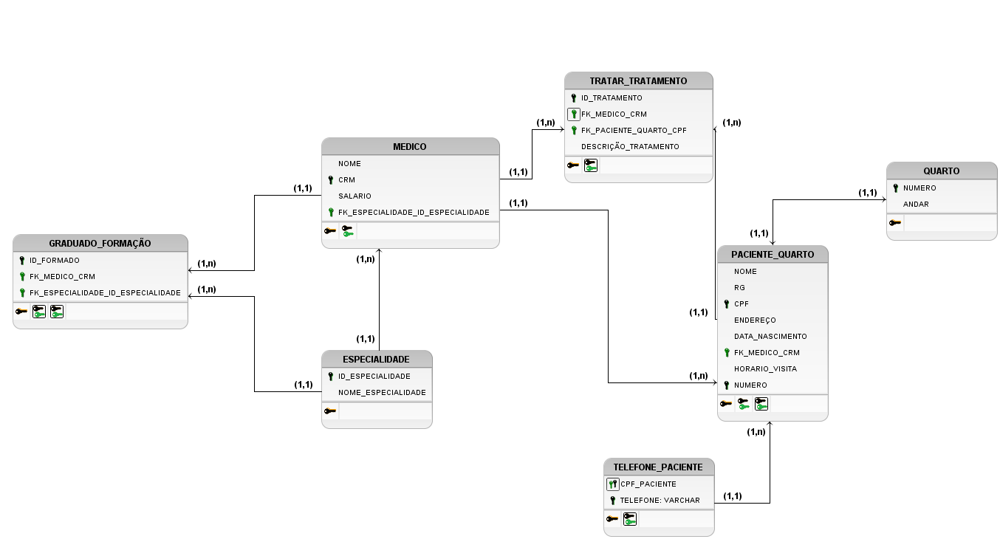 TRATAR_TRATAMENTO
ID_TRATAMENTO
FK_MEDICO_CRM
FK_PACIENTE_QUARTO_CPF
DESCRIÇÃO_TRATAMENTO
(1,n)
(1,n)
MEDICO
NOME
CRM
SALARIO
FK_ESPECIALIDADE_ID_ESPECIALIDADE
(1,1)
(1,1)
(1,1)
QUARTO
NUMERO
ANDAR
(1,1)
(1,1)
GRADUADO_FORMAÇÃO
ID_FORMADO
FK_MEDICO_CRM
FK_ESPECIALIDADE_ID_ESPECIALIDADE
(1,n)
(1,n)
(1,n)
(1,1)
(1,1)
ESPECIALIDADE
ID_ESPECIALIDADE
NOME_ESPECIALIDADE
PACIENTE_QUARTO
NOME
RG
CPF
ENDEREÇO
DATA_NASCIMENTO
FK_MEDICO_CRM
HORARIO_VISITA
NUMERO
(1,1)
(1,n)
(1,n)
TELEFONE_PACIENTE
CPF_PACIENTE
TELEFONE: VARCHAR
(1,1)